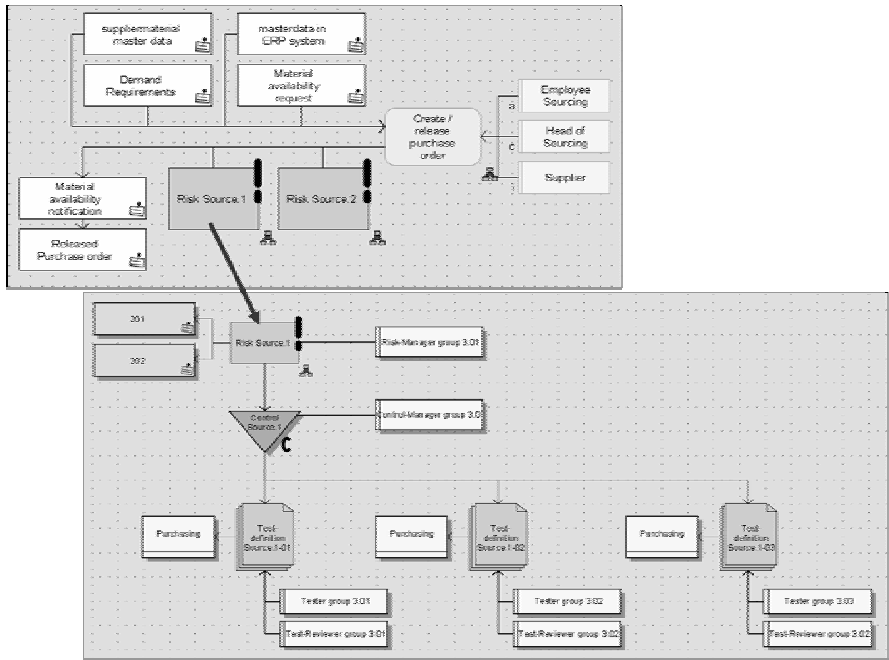 suppliermaterial
master data
masterdata in
ERP system
Demand
Requirements
Material
availability
request
Create /
release
purchase
order
Employee
Sourcing
a
Head of
Sourcing
c
Supplier
i
Material
availability
notification
Released
Purchase order
Risk Source.1
Risk Source.2
201
202
Risk Source.1
Risk-Manager group 3.01
Control
Source.1
C
Control-Manager group 3.0
Purchasing
Test
definition
Source.1-01
Purchasing
Test
definition
Source.1-02
Purchasing
Test
definition
Source.1-03
Tester group 3.01
Test-Reviewer group 3.01
Tester group 3.02
Test-Reviewer group 3.02
Tester group 3.03
Test-Reviewer group 3.02